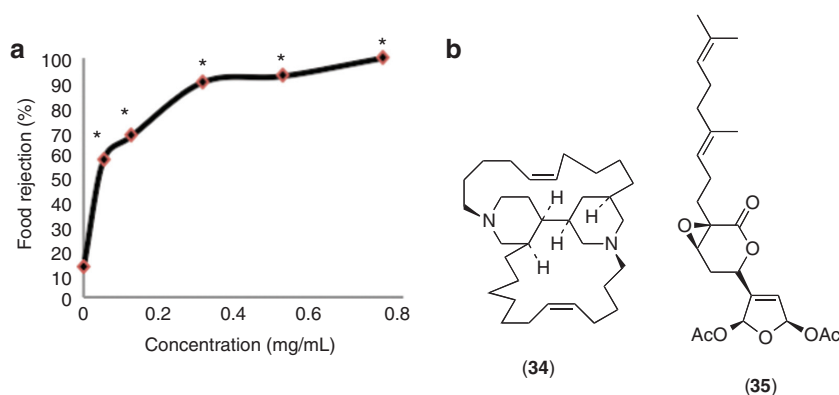 a
Food rejection (%)
100
90
80
70
60
50
40
30
20
10
0
* * * * *
0 0.2 0.4 0.6 0.8
Concentration (mg/mL)
b
N
H
H
H
H
N
(34)
O
O
O
AcO
O
OAc
(35)